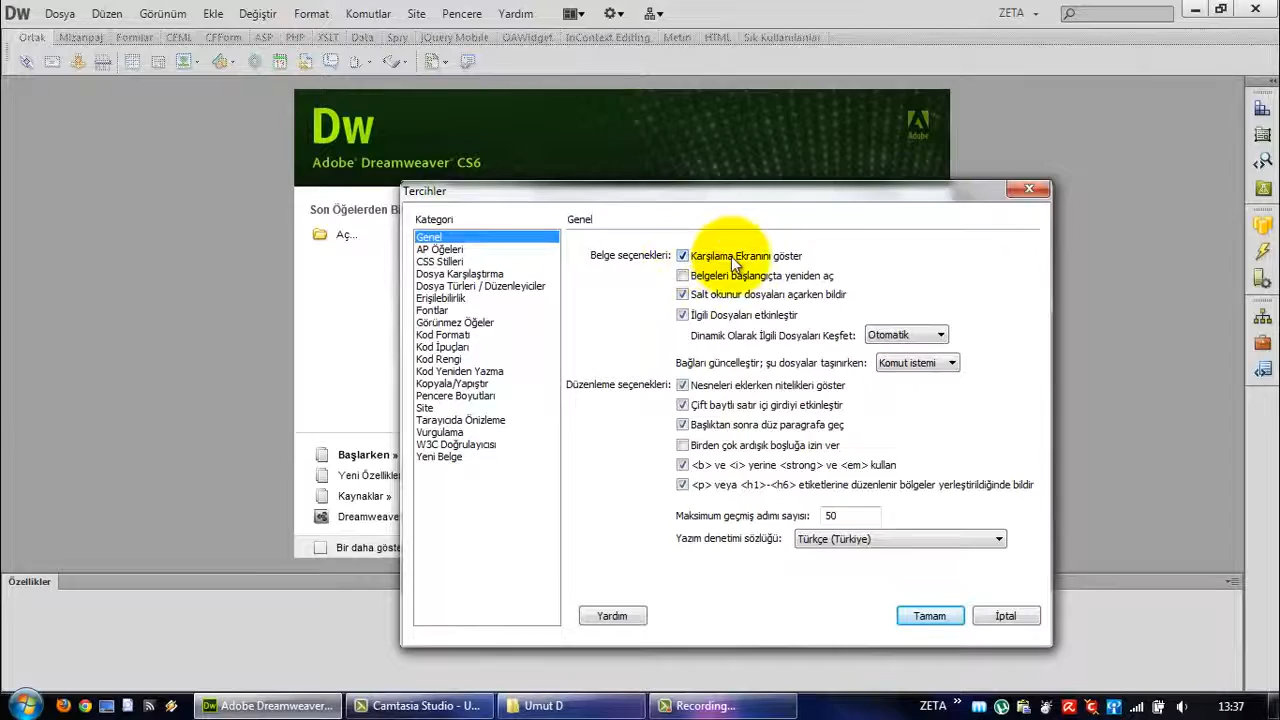 DW Dosya Düzen Görünüm Ekle Değiştir Format Komutlar Site Pencere Yardım ZETA
Ortak Mizanpaj Formlar CFML CFForm ASP PHP XSLT Data Spry jQuery Mobile QAWidget InContext Editing Metin HTML Sık Kullanılanlar
Dw
Adobe
Adobe® Dreamweaver® CS6
Son Öğelerden Bi
Aç...
Başlarken »
Yeni Özellikle
Kaynaklar »
Dreamweaver
Bir daha göste
Tercihler
Kategori
Genel
AP Öğeleri
CSS Stilleri
Dosya Karşılaştırma
Dosya Türleri / Düzenleyiciler
Erişilebilirlik
Fontlar
Görünmez Öğeler
Kod Formatı
Kod İpuçları
Kod Rengi
Kod Yeniden Yazma
Kopyala/Yapıştır
Pencere Boyutları
Site
Tarayıcıda Önizleme
Vurgulama
W3C Doğrulayıcısı
Yeni Belge
Genel
Belge seçenekleri: Karşılama Ekranını göster
Belgeleri başlangıçta yeniden aç
Salt okunur dosyaları açarken bildir
İlgili Dosyaları etkinleştir
Dinamik Olarak İlgili Dosyaları Keşfet: Otomatik
Bağları güncelleştir; şu dosyalar taşınırken: Komut istemi
Düzenleme seçenekleri: Nesneleri eklerken nitelikleri göster
Çift baytlı satır içi girdiyi etkinleştir
Başlıktan sonra düz paragrafa geç
Birden çok ardışık boşluğa izin ver
<b> ve <i> yerine <strong> ve <em> kullan
<p> veya <h1>-<h6> etiketlerine düzenlenir bölgeler yerleştirildiğinde bildir
Maksimum geçmiş adımı sayısı: 50
Yazım denetimi sözlüğü: Türkçe (Türkiye)
Yardım Tamam İptal
Özellikler
Adobe Dreamweaver... Camtasia Studio - U... Umut D Recording... ZETA » 13:37